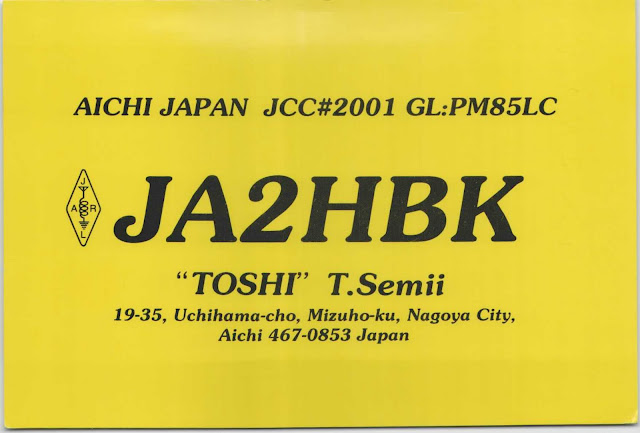 AICHI JAPAN JCC#2001 GL:PM85LC
J
A R
L
JA2HBK
"TOSHI" T.Semii
19-35, Uchihama-cho, Mizuho-ku, Nagoya City,
Aichi 467-0853 Japan